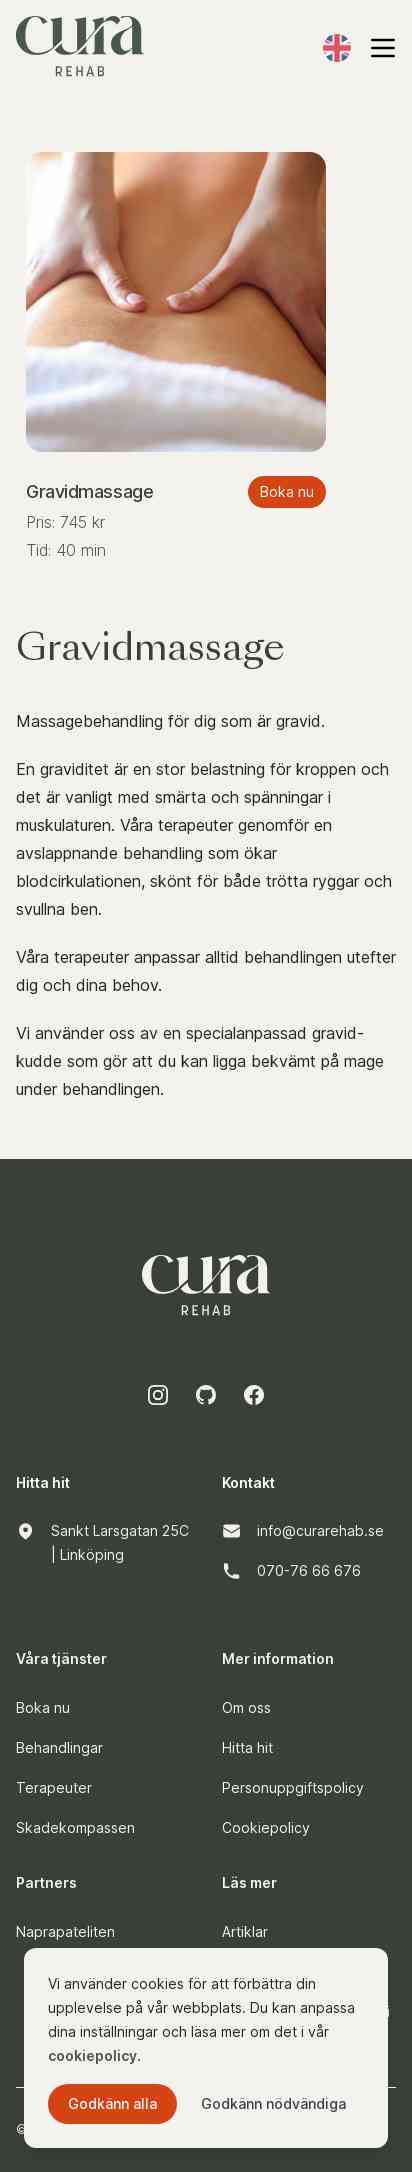 cura
REHAB
Gravidmassage
Boka nu
Pris: 745 kr
Tid: 40 min
Gravidmassage
Massagebehandling för dig som är gravid.
En graviditet är en stor belastning för kroppen och
det är vanligt med smärta och spänningar i
muskulaturen. Våra terapeuter genomför en
avslappnande behandling som ökar
blodcirkulationen, skönt för både trötta ryggar och
svullna ben.
Våra terapeuter anpassar alltid behandlingen utefter
dig och dina behov.
Vi använder oss av en specialanpassad gravid-
kudde som gör att du kan ligga bekvämt på mage
under behandlingen.
cura
REHAB
Hitta hit
Sankt Larsgatan 25C
| Linköping
Kontakt
info@curarehab.se
070-76 66 676
Våra tjänster
Boka nu
Behandlingar
Terapeuter
Skadekompassen
Mer information
Om oss
Hitta hit
Personuppgiftspolicy
Cookiepolicy
Partners
Naprapateliten
Läs mer
Artiklar
Vi använder cookies för att förbättra din
upplevelse på vår webbplats. Du kan anpassa
dina inställningar och läsa mer om det i vår
cookiepolicy.
Godkänn alla
Godkänn nödvändiga
©